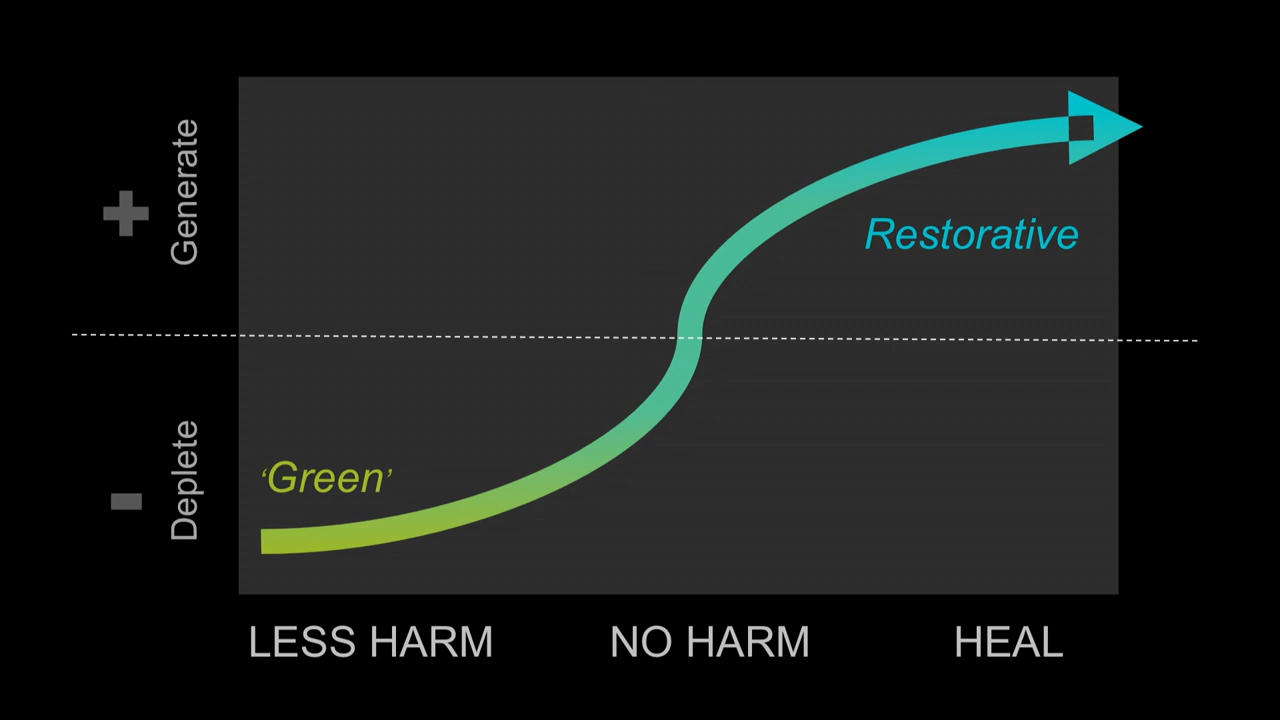 Generate
Restorative
Deplete
‘Green’
LESS HARM
NO HARM
HEAL